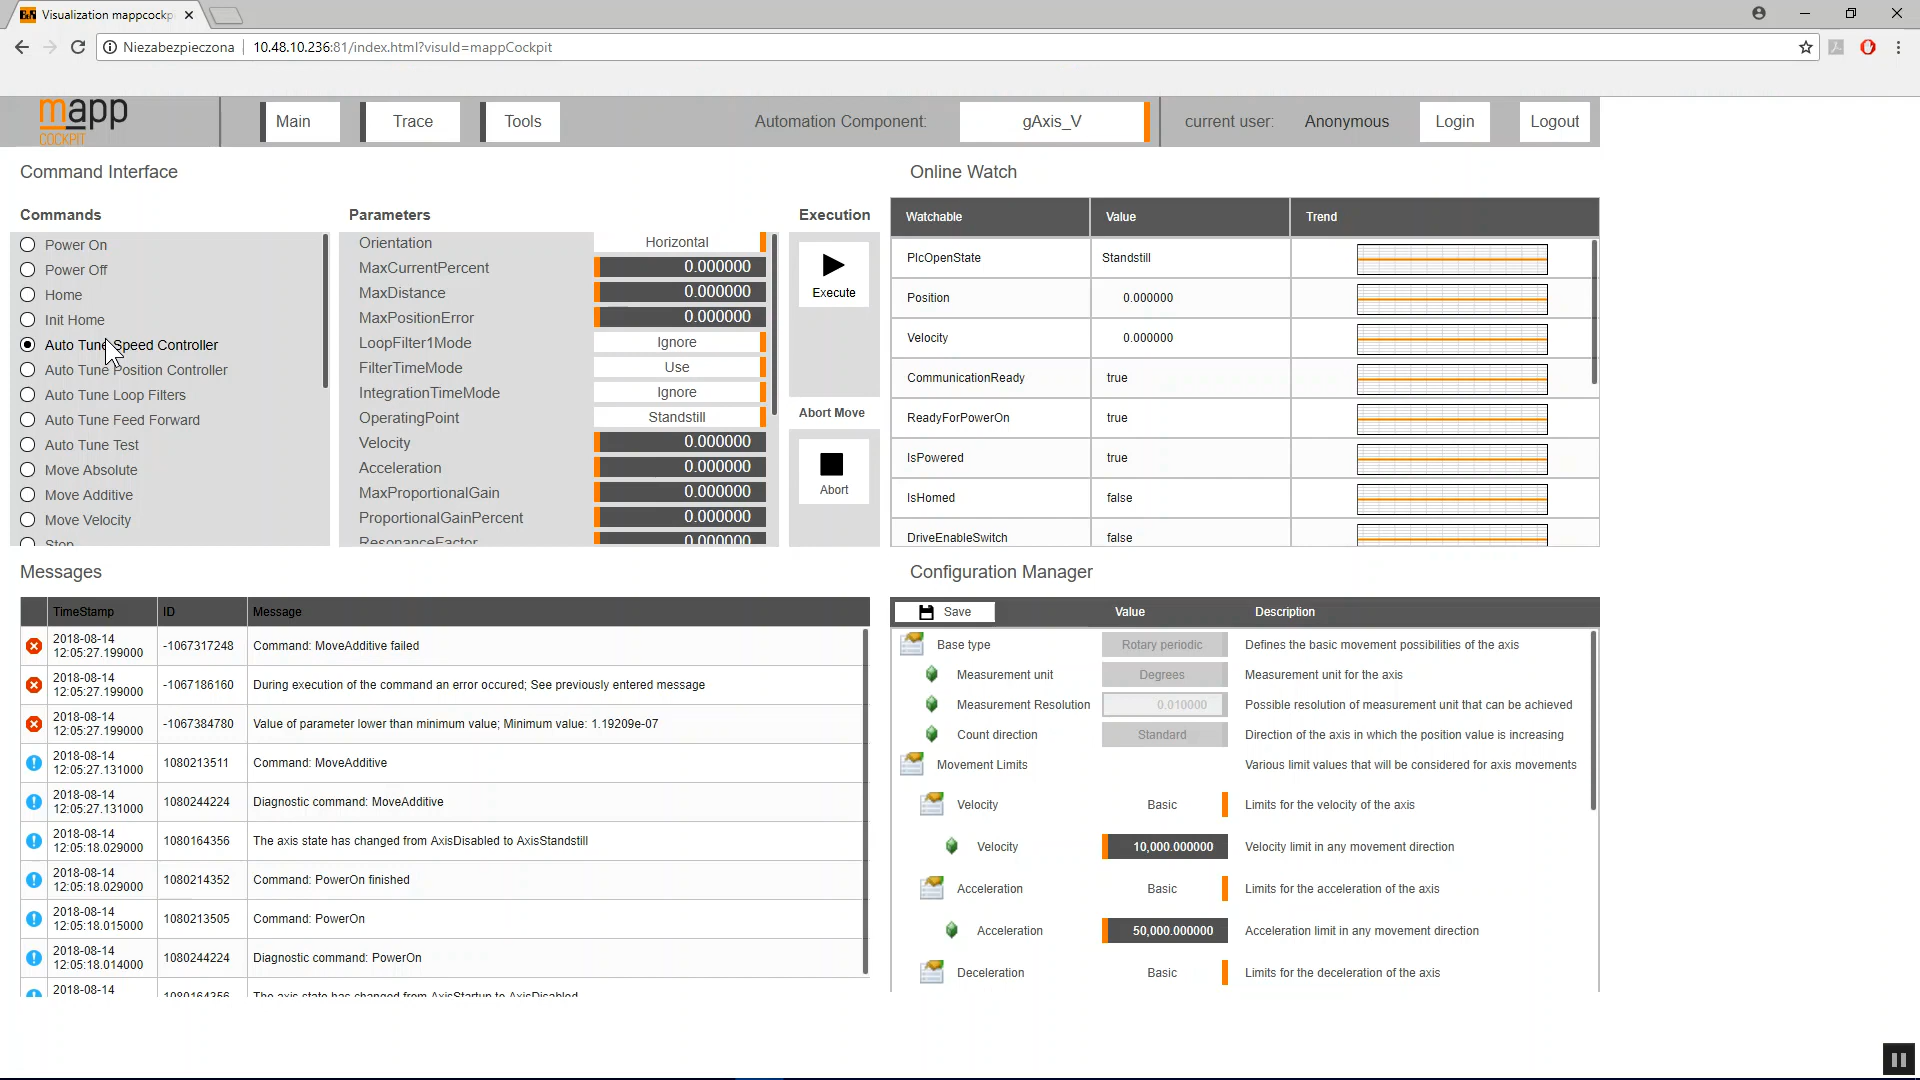 Visualization mappcockp
Niezabezpieczona
10.48.10.236:81/index.html?visuId=mappCockpit
mapp
COCKPIT
Main
Trace
Tools
Automation Component:
gAxis_V
current user:
Anonymous
Login
Logout
Command Interface
Commands
Power On
Power Off
Home
Init Home
Auto Tune Speed Controller
Auto Tune Position Controller
Auto Tune Loop Filters
Auto Tune Feed Forward
Auto Tune Test
Move Absolute
Move Additive
Move Velocity
Stop
Parameters
Orientation Horizontal
MaxCurrentPercent 0.000000
MaxDistance 0.000000
MaxPositionError 0.000000
LoopFilter1Mode Ignore
FilterTimeMode Use
IntegrationTimeMode Ignore
OperatingPoint Standstill
Velocity 0.000000
Acceleration 0.000000
MaxProportionalGain 0.000000
ProportionalGainPercent 0.000000
ResonanceFactor 0.000000
Execution
Execute
Abort Move
Abort
Online Watch
Watchable Value Trend
PlcOpenState Standstill
Position 0.000000
Velocity 0.000000
CommunicationReady true
ReadyForPowerOn true
IsPowered true
IsHomed false
DriveEnableSwitch false
Messages
TimeStamp ID Message
2018-08-14
12:05:27.199000 -1067317248 Command: MoveAdditive failed
2018-08-14
12:05:27.199000 -1067186160 During execution of the command an error occured; See previously entered message
2018-08-14
12:05:27.199000 -1067384780 Value of parameter lower than minimum value; Minimum value: 1.19209e-07
2018-08-14
12:05:27.131000 1080213511 Command: MoveAdditive
2018-08-14
12:05:27.131000 1080244224 Diagnostic command: MoveAdditive
2018-08-14
12:05:18.029000 1080164356 The axis state has changed from AxisDisabled to AxisStandstill
2018-08-14
12:05:18.029000 1080214352 Command: PowerOn finished
2018-08-14
12:05:18.015000 1080213505 Command: PowerOn
2018-08-14
12:05:18.014000 1080244224 Diagnostic command: PowerOn
2018-08-14
1080164356 The axis state has changed from AxisStartup to AxisDisabled
Configuration Manager
Save Value Description
Base type Rotary periodic Defines the basic movement possibilities of the axis
Measurement unit Degrees Measurement unit for the axis
Measurement Resolution 0.010000 Possible resolution of measurement unit that can be achieved
Count direction Standard Direction of the axis in which the position value is increasing
Movement Limits Various limit values that will be considered for axis movements
Velocity Basic Limits for the velocity of the axis
Velocity 10,000.000000 Velocity limit in any movement direction
Acceleration Basic Limits for the acceleration of the axis
Acceleration 50,000.000000 Acceleration limit in any movement direction
Deceleration Basic Limits for the deceleration of the axis